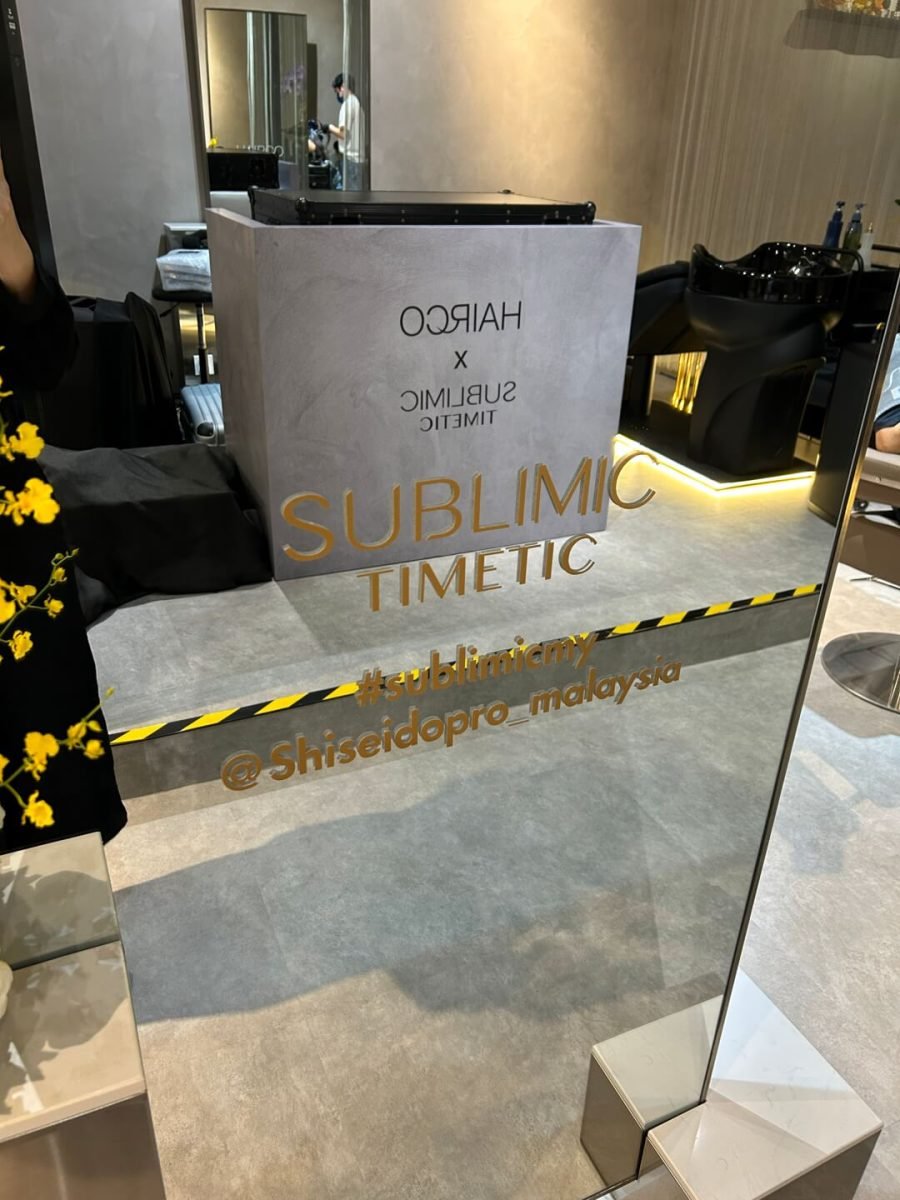 HAIRCO
x
SUBLIMIC
TIMETIC
SUBLIMIC
TIMETIC
#sublimicmy
@Shiseidopro_malaysia